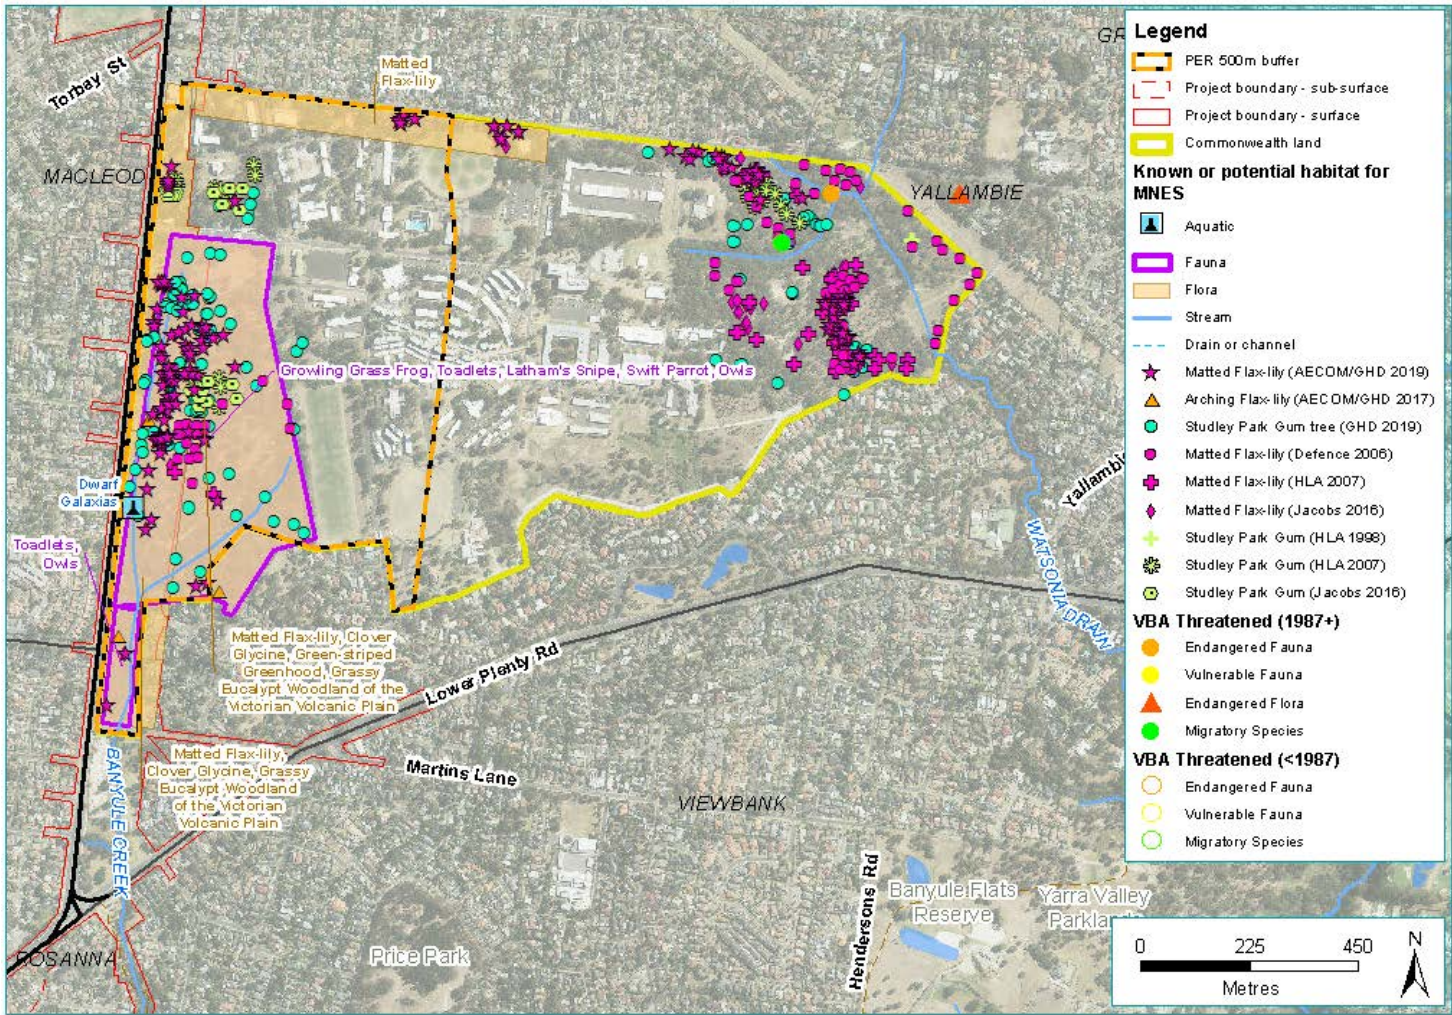 Torbay St
MACLEOD
Matted
Flax-lily
GR
YALLAMBIE
Growling Grass Frog, Toadlets, Latham's Snipe, Swift Parrot, Owls
Dwarf
Galaxias
Toadlets,
Owls
Matted Flax-lily, Clover
Glycine, Green-striped
Greenhood, Grassy
Eucalypt Woodland of the
Victorian Volcanic Plain
Lower Plenty Rd
Yallambie
WATSONIA DRAIN
Matted Flax-lily,
Clover Glycine, Grassy
Eucalypt Woodland
of the Victorian
Volcanic Plain
Martins Lane
VIEWBANK
BANYULE CREEK
Hendersons Rd
Banyule Flats
Reserve
Yarra Valley
Parklan
Price Park
ROSANNA
Legend
PER 500m buffer
Project boundary - sub-surface
Project boundary - surface
Commonwealth land
Known or potential habitat for
MNES
Aquatic
Fauna
Flora
Stream
Drain or channel
Matted Flax-lily (AECOM/GHD 2019)
Arching Flax-lily (AECOM/GHD 2017)
Studley Park Gum tree (GHD 2019)
Matted Flax-lily (Defence 2006)
Matted Flax-lily (HLA 2007)
Matted Flax-lily (Jacobs 2016)
Studley Park Gum (HLA 1998)
Studley Park Gum (HLA 2007)
Studley Park Gum (Jacobs 2016)
VBA Threatened (1987+)
Endangered Fauna
Vulnerable Fauna
Endangered Flora
Migratory Species
VBA Threatened (<1987)
Endangered Fauna
Vulnerable Fauna
Migratory Species
0 225 450
Metres
N